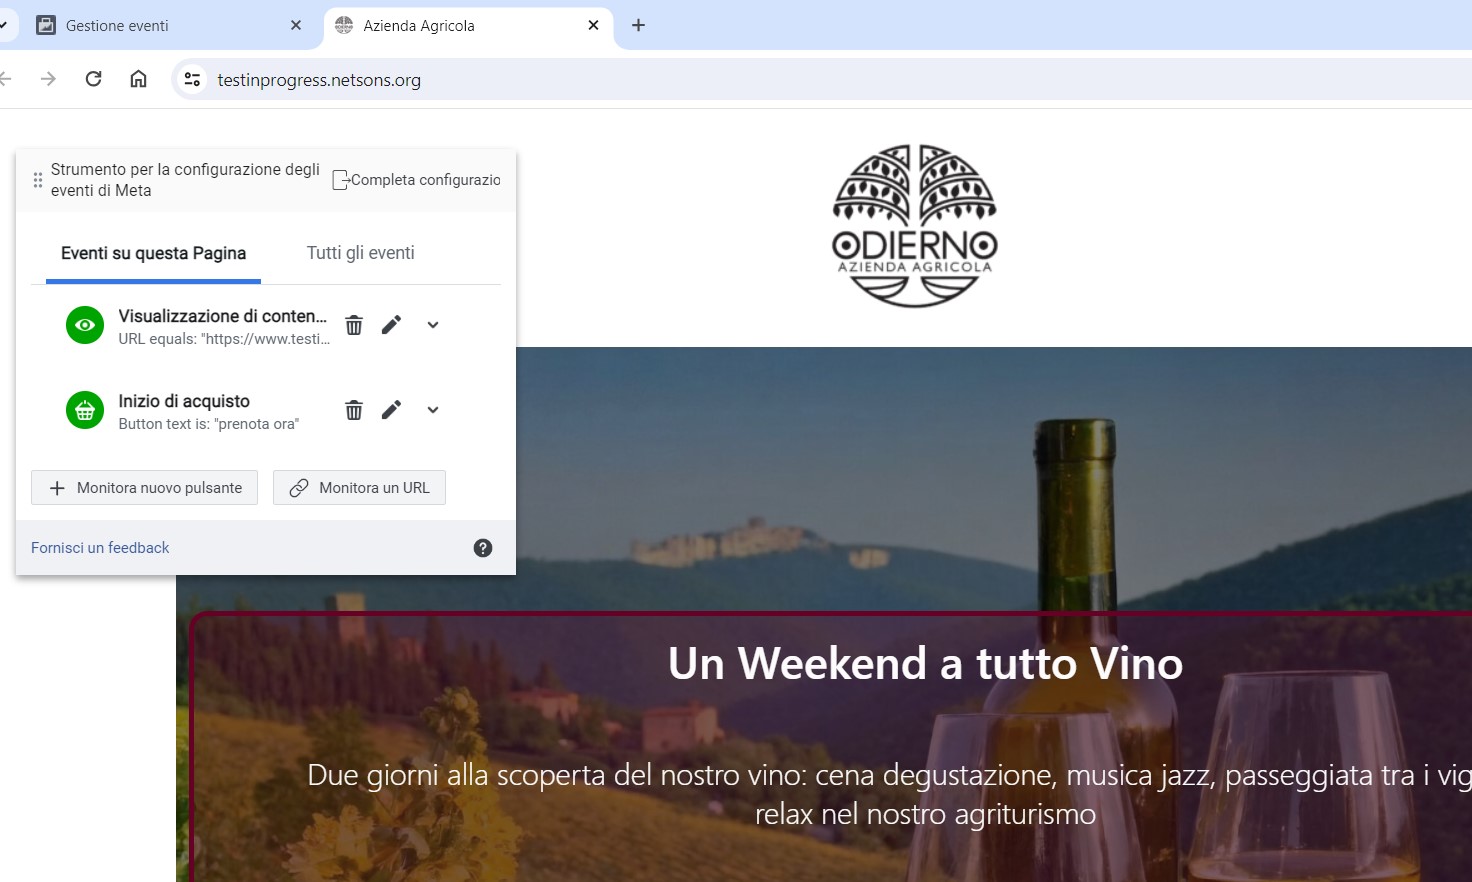 Gestione eventi
Azienda Agricola
testinprogress.netsons.org
Strumento per la configurazione degli
eventi di Meta
Completa configurazio
Eventi su questa Pagina
Tutti gli eventi
Visualizzazione di conten...
URL equals: "https://www.testi...
Inizio di acquisto
Button text is: "prenota ora"
Monitora nuovo pulsante
Monitora un URL
Fornisci un feedback
ODIERNO
AZIENDA AGRICOLA
Un Weekend a tutto Vino
Due giorni alla scoperta del nostro vino: cena degustazione, musica jazz, passeggiata tra i vig
relax nel nostro agriturismo